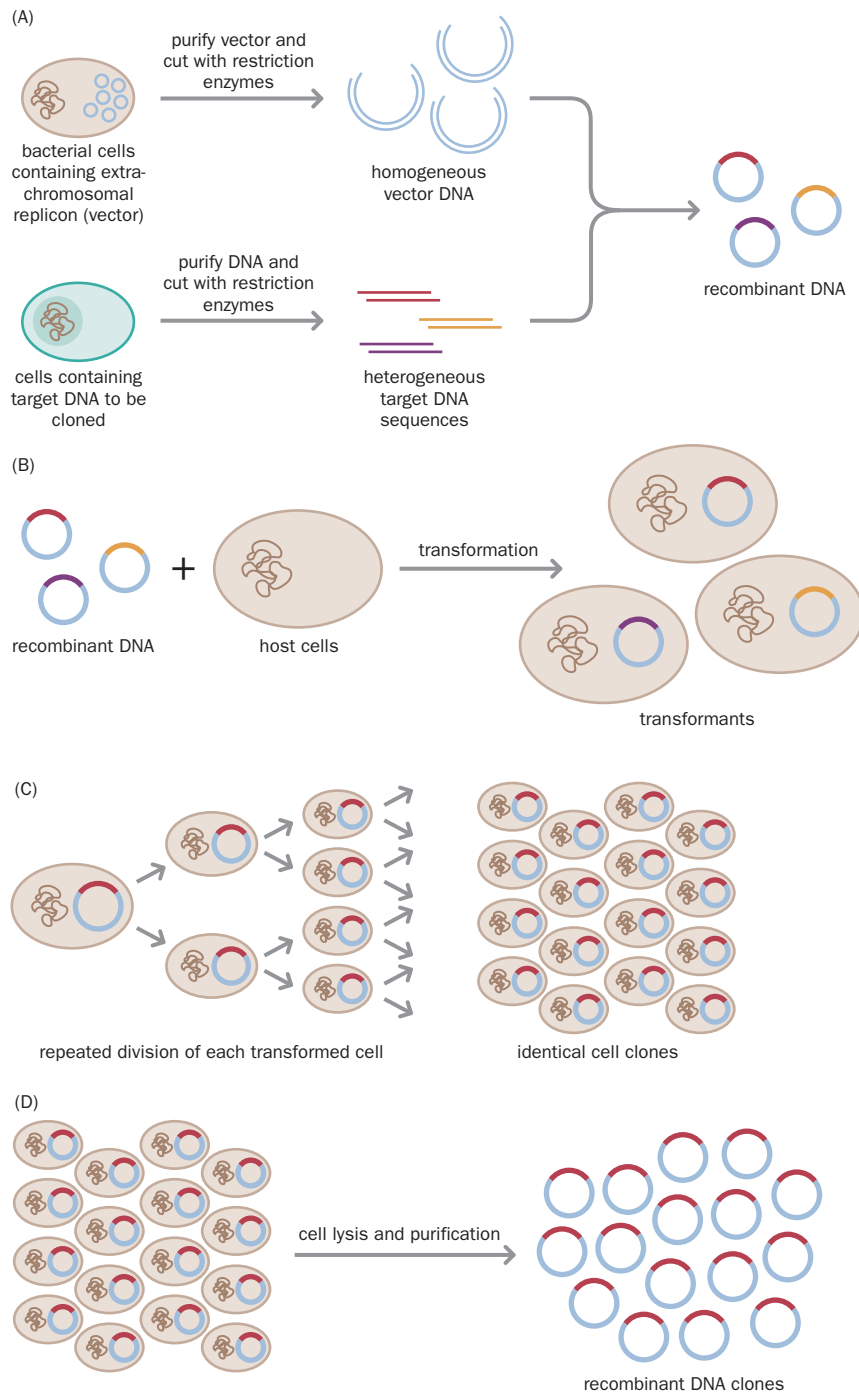 (A)
purify vector and
cut with restriction
enzymes
bacterial cells
containing extra-
chromosomal
replicon (vector)
homogeneous
vector DNA
recombinant DNA
purify DNA and
cut with restriction
enzymes
cells containing
target DNA to be
cloned
heterogeneous
target DNA
sequences
(B)
+
transformation
recombinant DNA
host cells
transformants
(C)
repeated division of each transformed cell
identical cell clones
(D)
cell lysis and purification
recombinant DNA clones